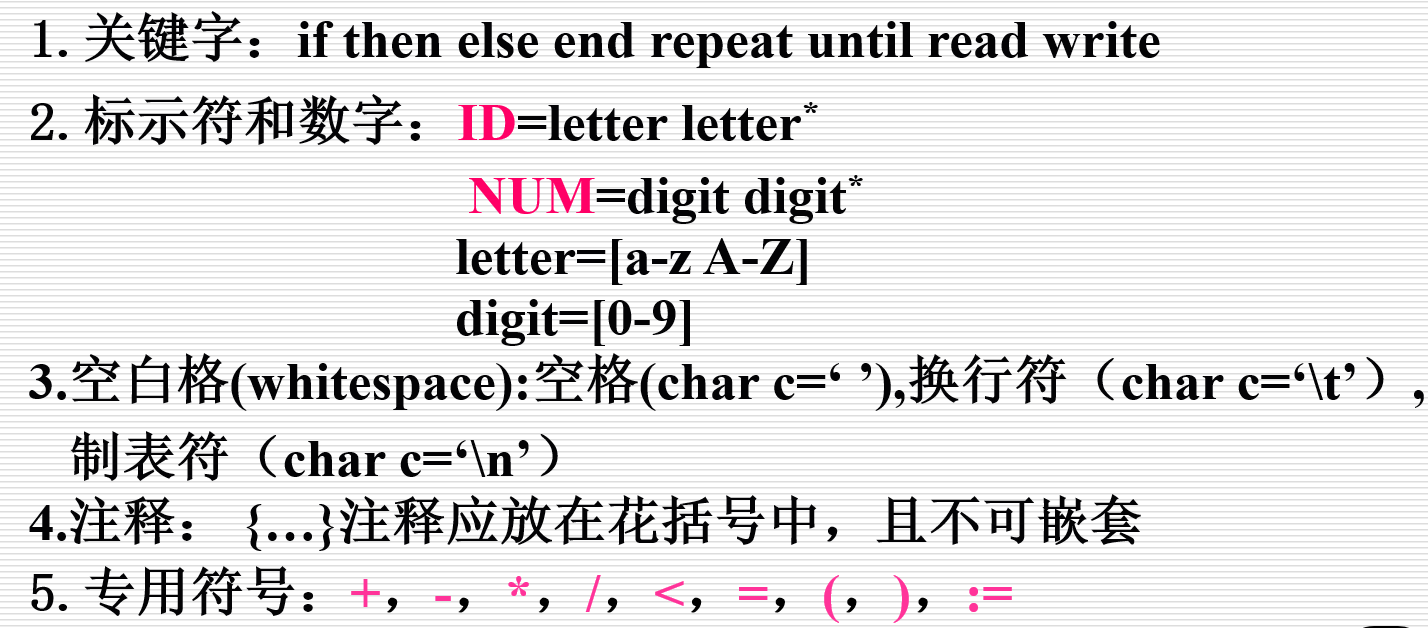 1. 关键字：if then else end repeat until read write
2. 标示符和数字：ID=letter letter*
NUM=digit digit*
letter=[a-z A-Z]
digit=[0-9]
3.空白格(whitespace):空格(char c=‘ ’),换行符（char c=‘\t’）,
制表符（char c=‘\n’）
4.注释： {…}注释应放在花括号中，且不可嵌套
5. 专用符号：+，-，*，/，<，=，(，)，:=